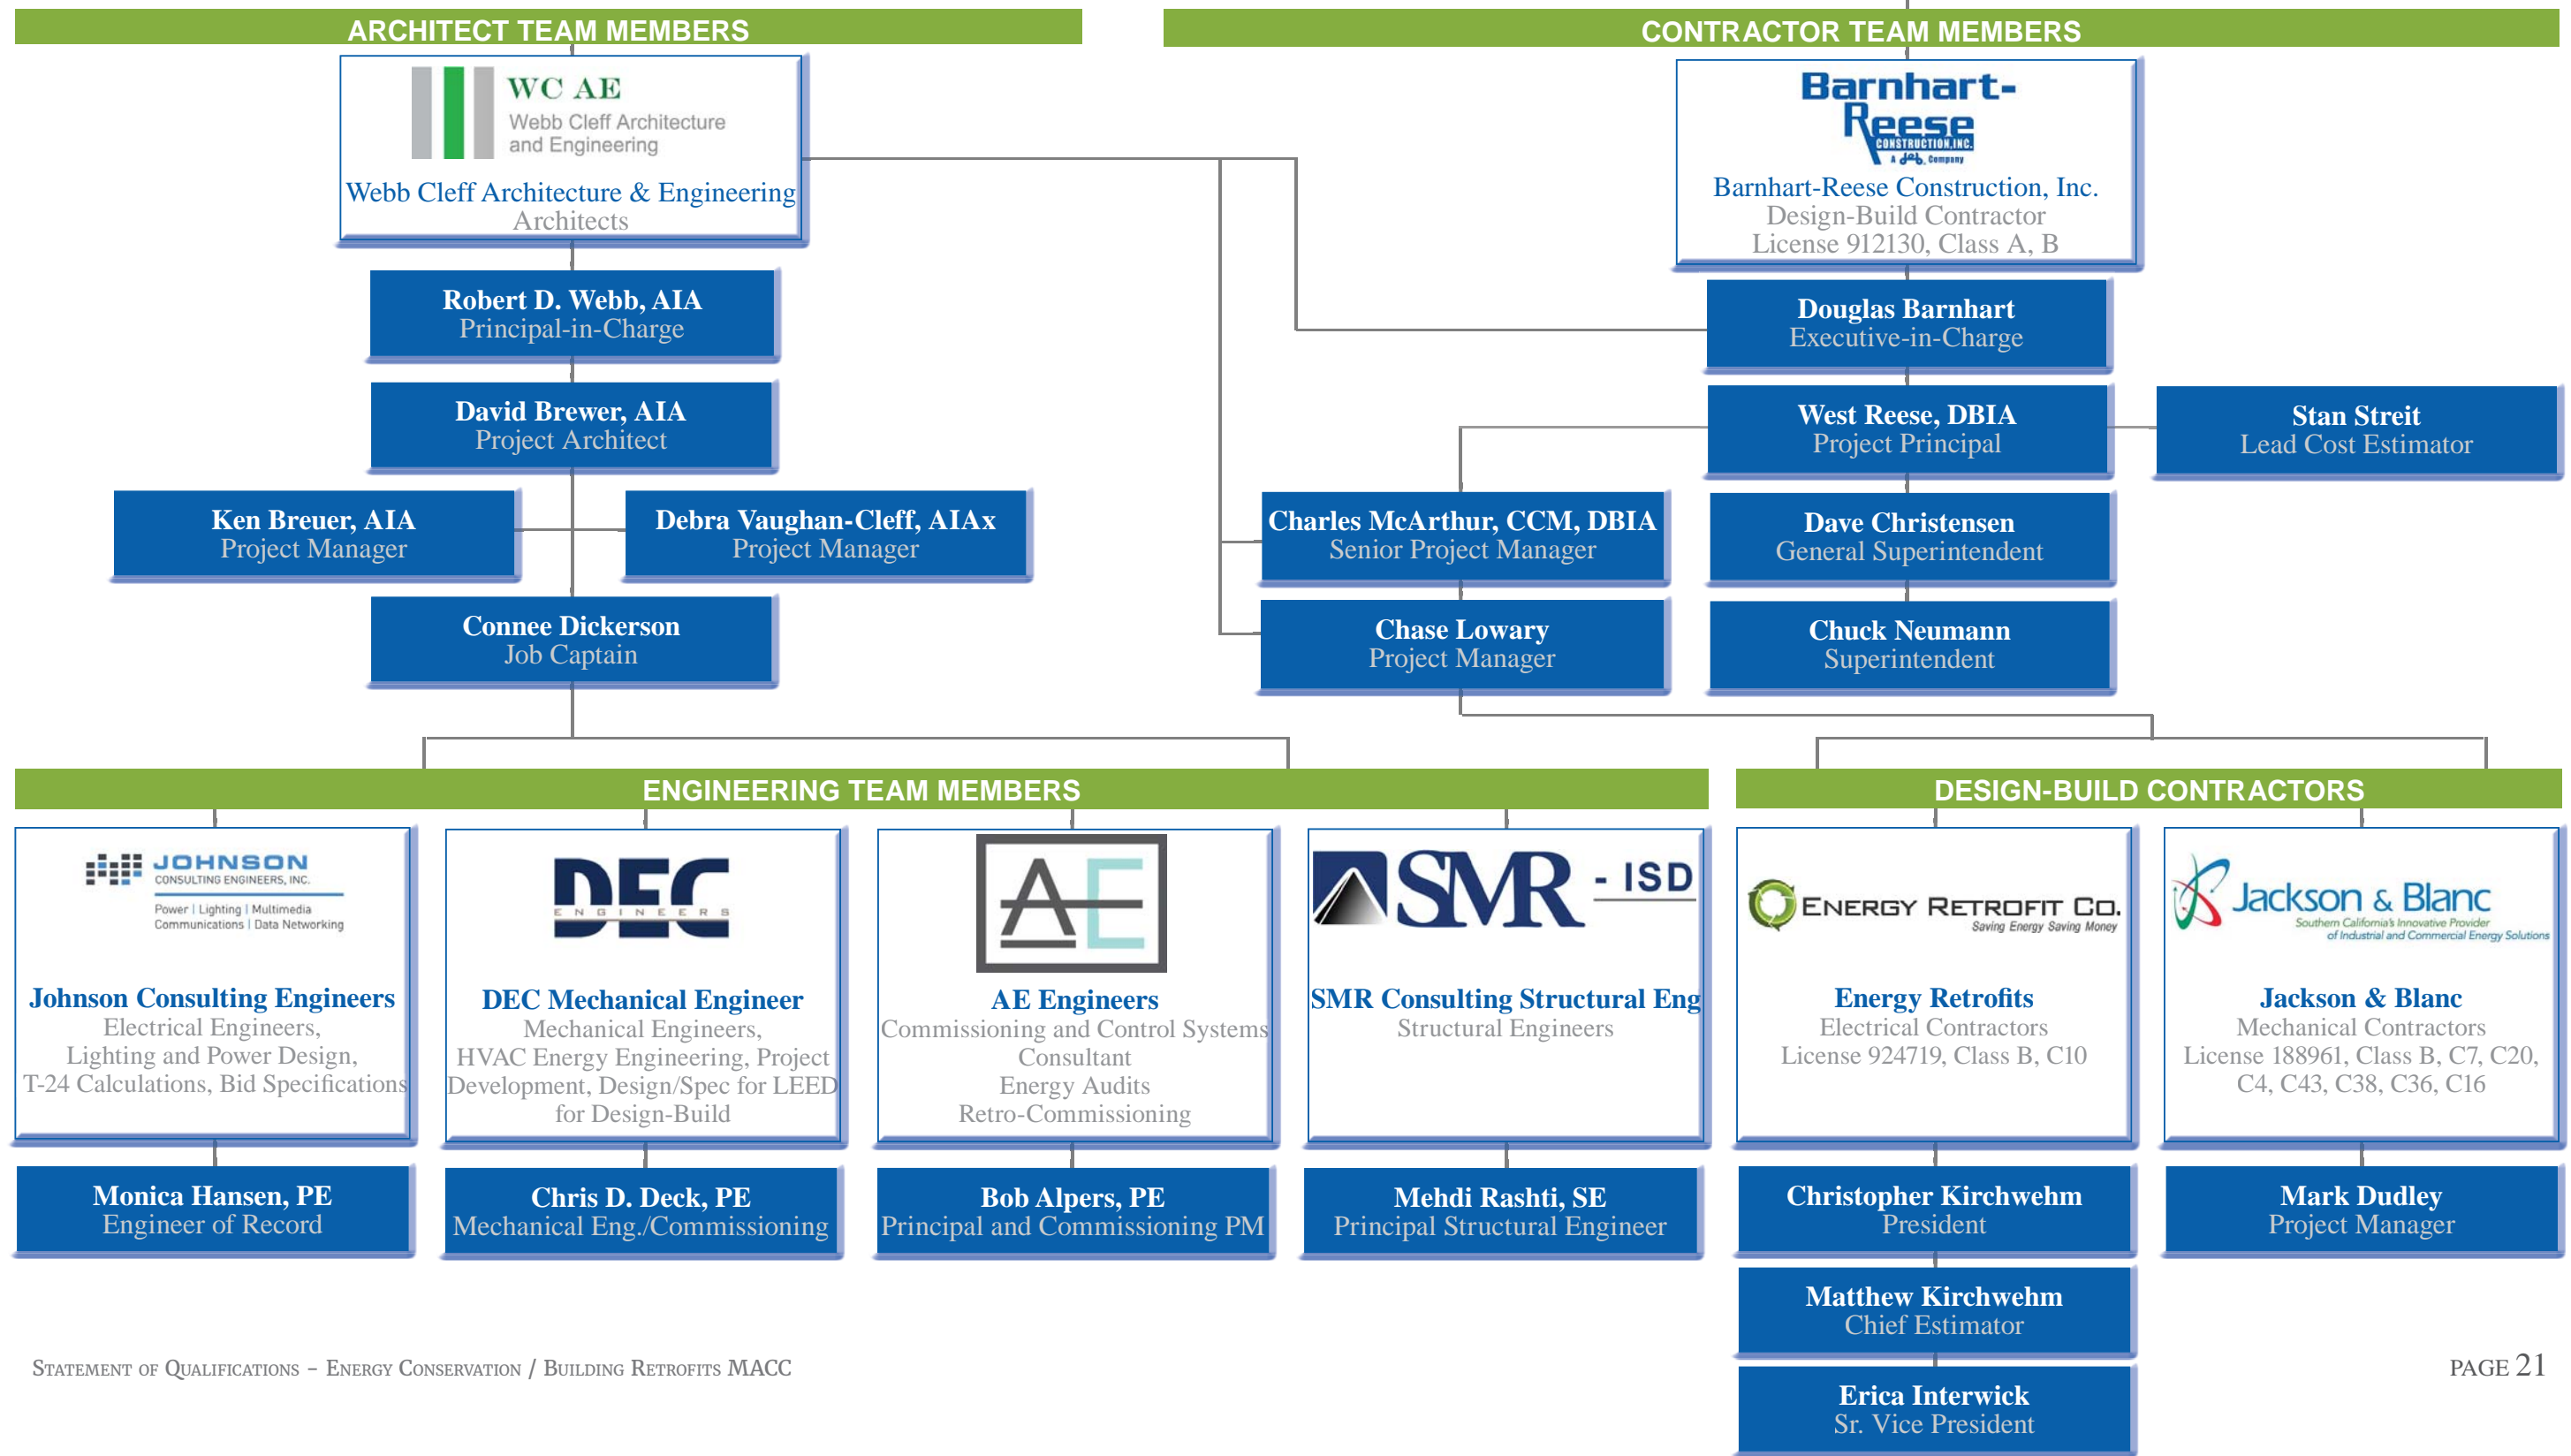 ARCHITECT TEAM MEMBERS
WC AE
Webb Cleff Architecture
and Engineering
Webb Cleff Architecture & Engineering
Architects
Robert D. Webb, AIA
Principal-in-Charge
David Brewer, AIA
Project Architect
Ken Breuer, AIA
Project Manager
Debra Vaughan-Cleff, AIAx
Project Manager
Connee Dickerson
Job Captain
CONTRACTOR TEAM MEMBERS
Barnhart-
Reese
CONSTRUCTION, INC.
A job, Company
Barnhart-Reese Construction, Inc.
Design-Build Contractor
License 912130, Class A, B
Douglas Barnhart
Executive-in-Charge
West Reese, DBIA
Project Principal
Stan Streit
Lead Cost Estimator
Charles McArthur, CCM, DBIA
Senior Project Manager
Dave Christensen
General Superintendent
Chase Lowary
Project Manager
Chuck Neumann
Superintendent
ENGINEERING TEAM MEMBERS
JOHNSON
CONSULTING ENGINEERS, INC.
Power | Lighting | Multimedia
Communications | Data Networking
Johnson Consulting Engineers
Electrical Engineers,
Lighting and Power Design,
T-24 Calculations, Bid Specifications
Monica Hansen, PE
Engineer of Record
DEC
ENGINEERS
DEC Mechanical Engineer
Mechanical Engineers,
HVAC Energy Engineering, Project
Development, Design/Spec for LEED
for Design-Build
Chris D. Deck, PE
Mechanical Eng./Commissioning
AE
AE Engineers
Commissioning and Control Systems
Consultant
Energy Audits
Retro-Commissioning
Bob Alpers, PE
Principal and Commissioning PM
SMR - ISD
SMR Consulting Structural Eng
Structural Engineers
Mehdi Rashti, SE
Principal Structural Engineer
DESIGN-BUILD CONTRACTORS
ENERGY RETROFIT CO.
Saving Energy Saving Money
Energy Retrofits
Electrical Contractors
License 924719, Class B, C10
Christopher Kirchwehm
President
Matthew Kirchwehm
Chief Estimator
Erica Interwick
Sr. Vice President
Jackson & Blanc
Southern California's Innovative Provider
of Industrial and Commercial Energy Solutions
Jackson & Blanc
Mechanical Contractors
License 188961, Class B, C7, C20,
C4, C43, C38, C36, C16
Mark Dudley
Project Manager
STATEMENT OF QUALIFICATIONS – ENERGY CONSERVATION / BUILDING RETROFITS MACC
PAGE 21